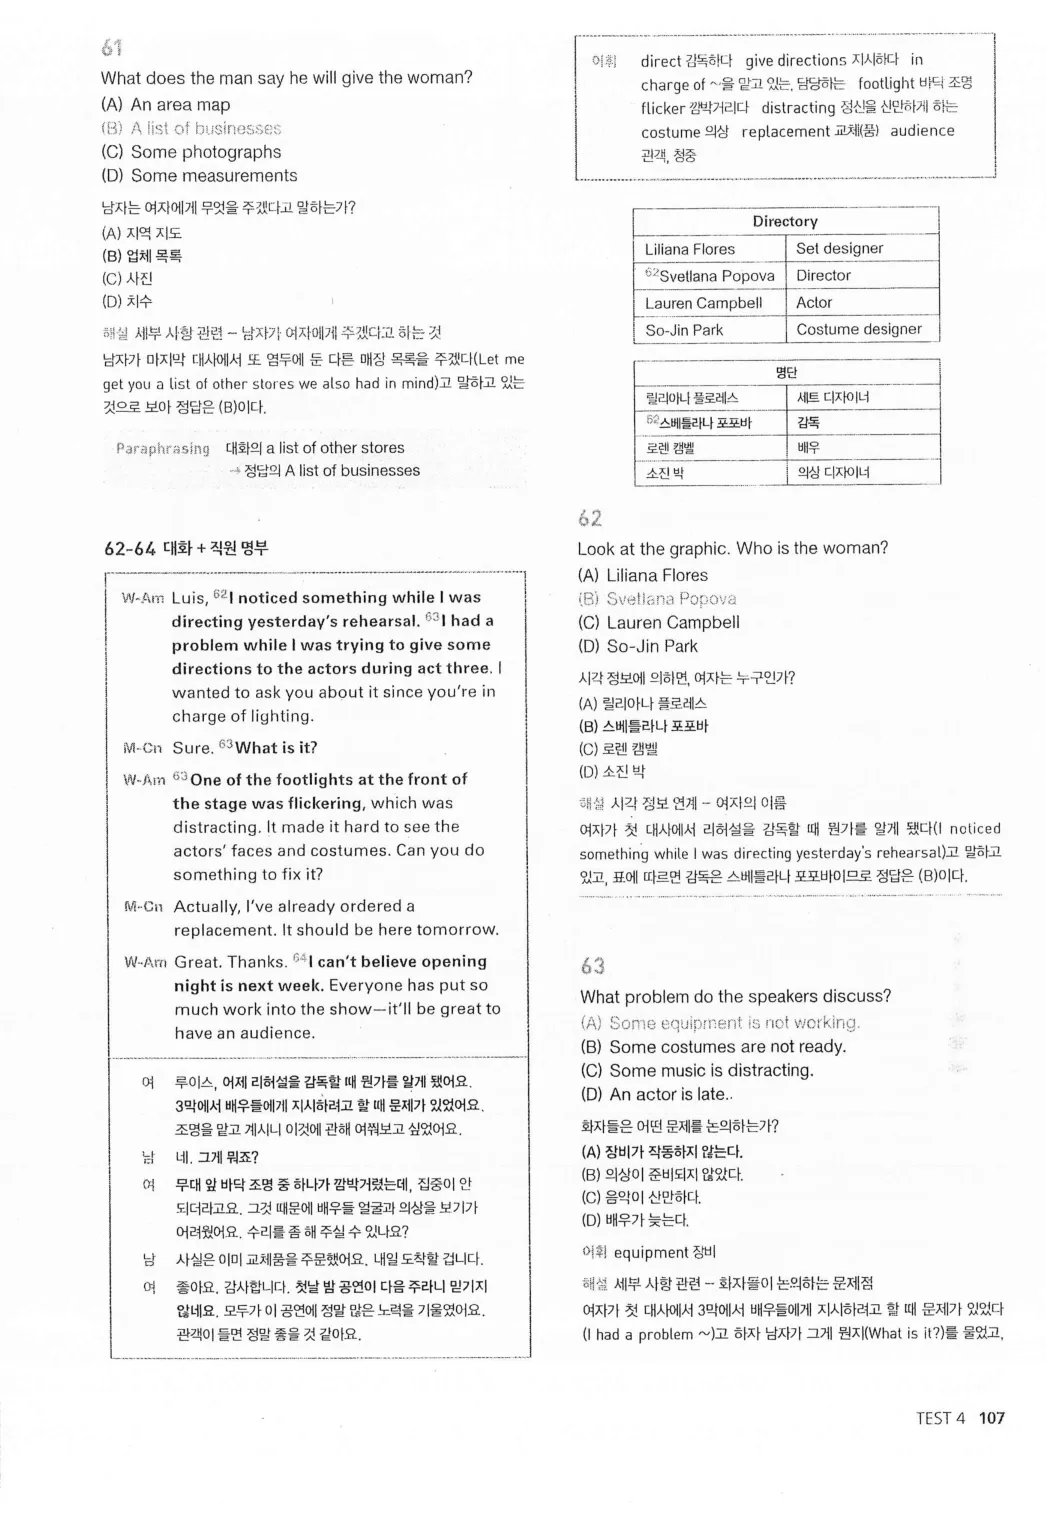 61
What does the man say he will give the woman?
(A) An area map
(B) A list of businesses
(C) Some photographs
(D) Some measurements
남자는 여자에게 무엇을 주겠다고 말하는가?
(A) 지역 지도
(B) 업체 목록
(C) 사진
(D) 치수
해설 세부 사항 관련 – 남자가 여자에게 주겠다고 하는 것
남자가 마지막 대사에서 또 염두에 둔 다른 매장 목록을 주겠다(Let me
get you a list of other stores we also had in mind)고 말하고 있는
것으로 보아 정답은 (B)이다.
Paraphrasing 대화의 a list of other stores
→ 정답의 A list of businesses
62-64 대화 + 직원 명부
W-Am Luis, 62I noticed something while I was
directing yesterday's rehearsal. 63I had a
problem while I was trying to give some
directions to the actors during act three. I
wanted to ask you about it since you're in
charge of lighting.
M-Cn Sure. 63What is it?
W-Am 63One of the footlights at the front of
the stage was flickering, which was
distracting. It made it hard to see the
actors' faces and costumes. Can you do
something to fix it?
M-Cn Actually, I've already ordered a
replacement. It should be here tomorrow.
W-Am Great. Thanks. 64I can't believe opening
night is next week. Everyone has put so
much work into the show—it'll be great to
have an audience.
여 루이스, 어제 리허설을 감독할 때 뭔가를 알게 됐어요.
3막에서 배우들에게 지시하려고 할 때 문제가 있었어요.
조명을 맡고 계시니 이것에 관해 여쭤보고 싶었어요.
남 네. 그게 뭐죠?
여 무대 앞 바닥 조명 중 하나가 깜박거렸는데, 집중이 안
되더라고요. 그것 때문에 배우들 얼굴과 의상을 보기가
어려웠어요. 수리를 좀 해 주실 수 있나요?
남 사실은 이미 교체품을 주문했어요. 내일 도착할 겁니다.
여 좋아요. 감사합니다. 첫날 밤 공연이 다음 주라니 믿기지
않네요. 모두가 이 공연에 정말 많은 노력을 기울였어요.
관객이 들면 정말 좋을 것 같아요.
어휘 direct 감독하다 give directions 지시하다 in
charge of ~을 맡고 있는, 담당하는 footlight 바닥 조명
flicker 깜박거리다 distracting 정신을 산만하게 하는
costume 의상 replacement 교체(품) audience
관객, 청중
Directory
Liliana Flores Set designer
62Svetlana Popova Director
Lauren Campbell Actor
So-Jin Park Costume designer
명단
릴리아나 플로레스 세트 디자이너
62스베틀라나 포포바 감독
로렌 캠벨 배우
소진 박 의상 디자이너
62
Look at the graphic. Who is the woman?
(A) Liliana Flores
(B) Svetlana Popova
(C) Lauren Campbell
(D) So-Jin Park
시각 정보에 의하면, 여자는 누구인가?
(A) 릴리아나 플로레스
(B) 스베틀라나 포포바
(C) 로렌 캠벨
(D) 소진 박
해설 시각 정보 연계 – 여자의 이름
여자가 첫 대사에서 리허설을 감독할 때 뭔가를 알게 됐다(I noticed
something while I was directing yesterday's rehearsal)고 말하고
있고, 표에 따르면 감독은 스베틀라나 포포바이므로 정답은 (B)이다.
63
What problem do the speakers discuss?
(A) Some equipment is not working.
(B) Some costumes are not ready.
(C) Some music is distracting.
(D) An actor is late..
화자들은 어떤 문제를 논의하는가?
(A) 장비가 작동하지 않는다.
(B) 의상이 준비되지 않았다.
(C) 음악이 산만하다.
(D) 배우가 늦는다.
어휘 equipment 장비
해설 세부 사항 관련 – 화자들이 논의하는 문제점
여자가 첫 대사에서 3막에서 배우들에게 지시하려고 할 때 문제가 있었다
(I had a problem ~)고 하자 남자가 그게 뭔지(What is it?)를 물었고,
TEST 4 107